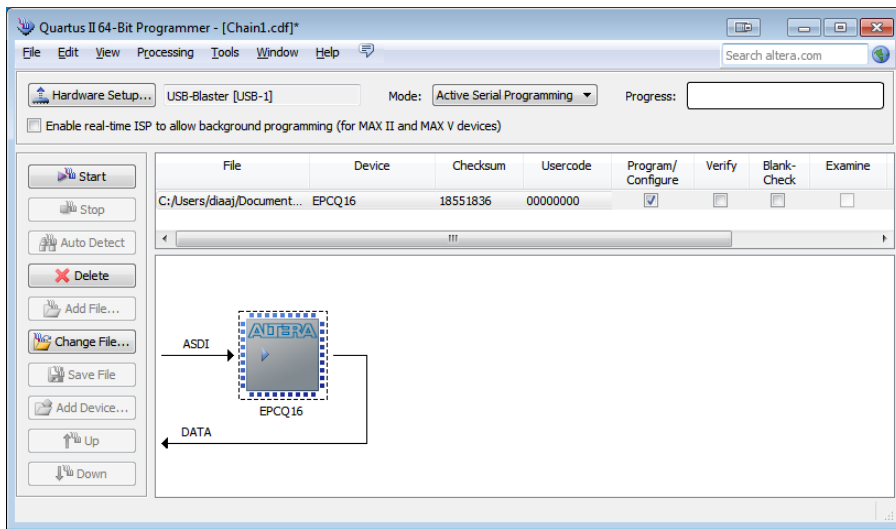 Quartus II 64-Bit Programmer - [Chain1.cdf]*
File Edit View Processing Tools Window Help
Search altera.com
Hardware Setup... USB-Blaster [USB-1] Mode: Active Serial Programming Progress:
Enable real-time ISP to allow background programming (for MAX II and MAX V devices)
Start
Stop
Auto Detect
Delete
Add File...
Change File...
Save File
Add Device...
Up
Down
File Device Checksum Usercode Program/ Verify Blank- Examine
Configure Check
C:/Users/diaaj/Document... EPCQ16 18551836 00000000
ALTERA
ASDI
EPCQ16
DATA